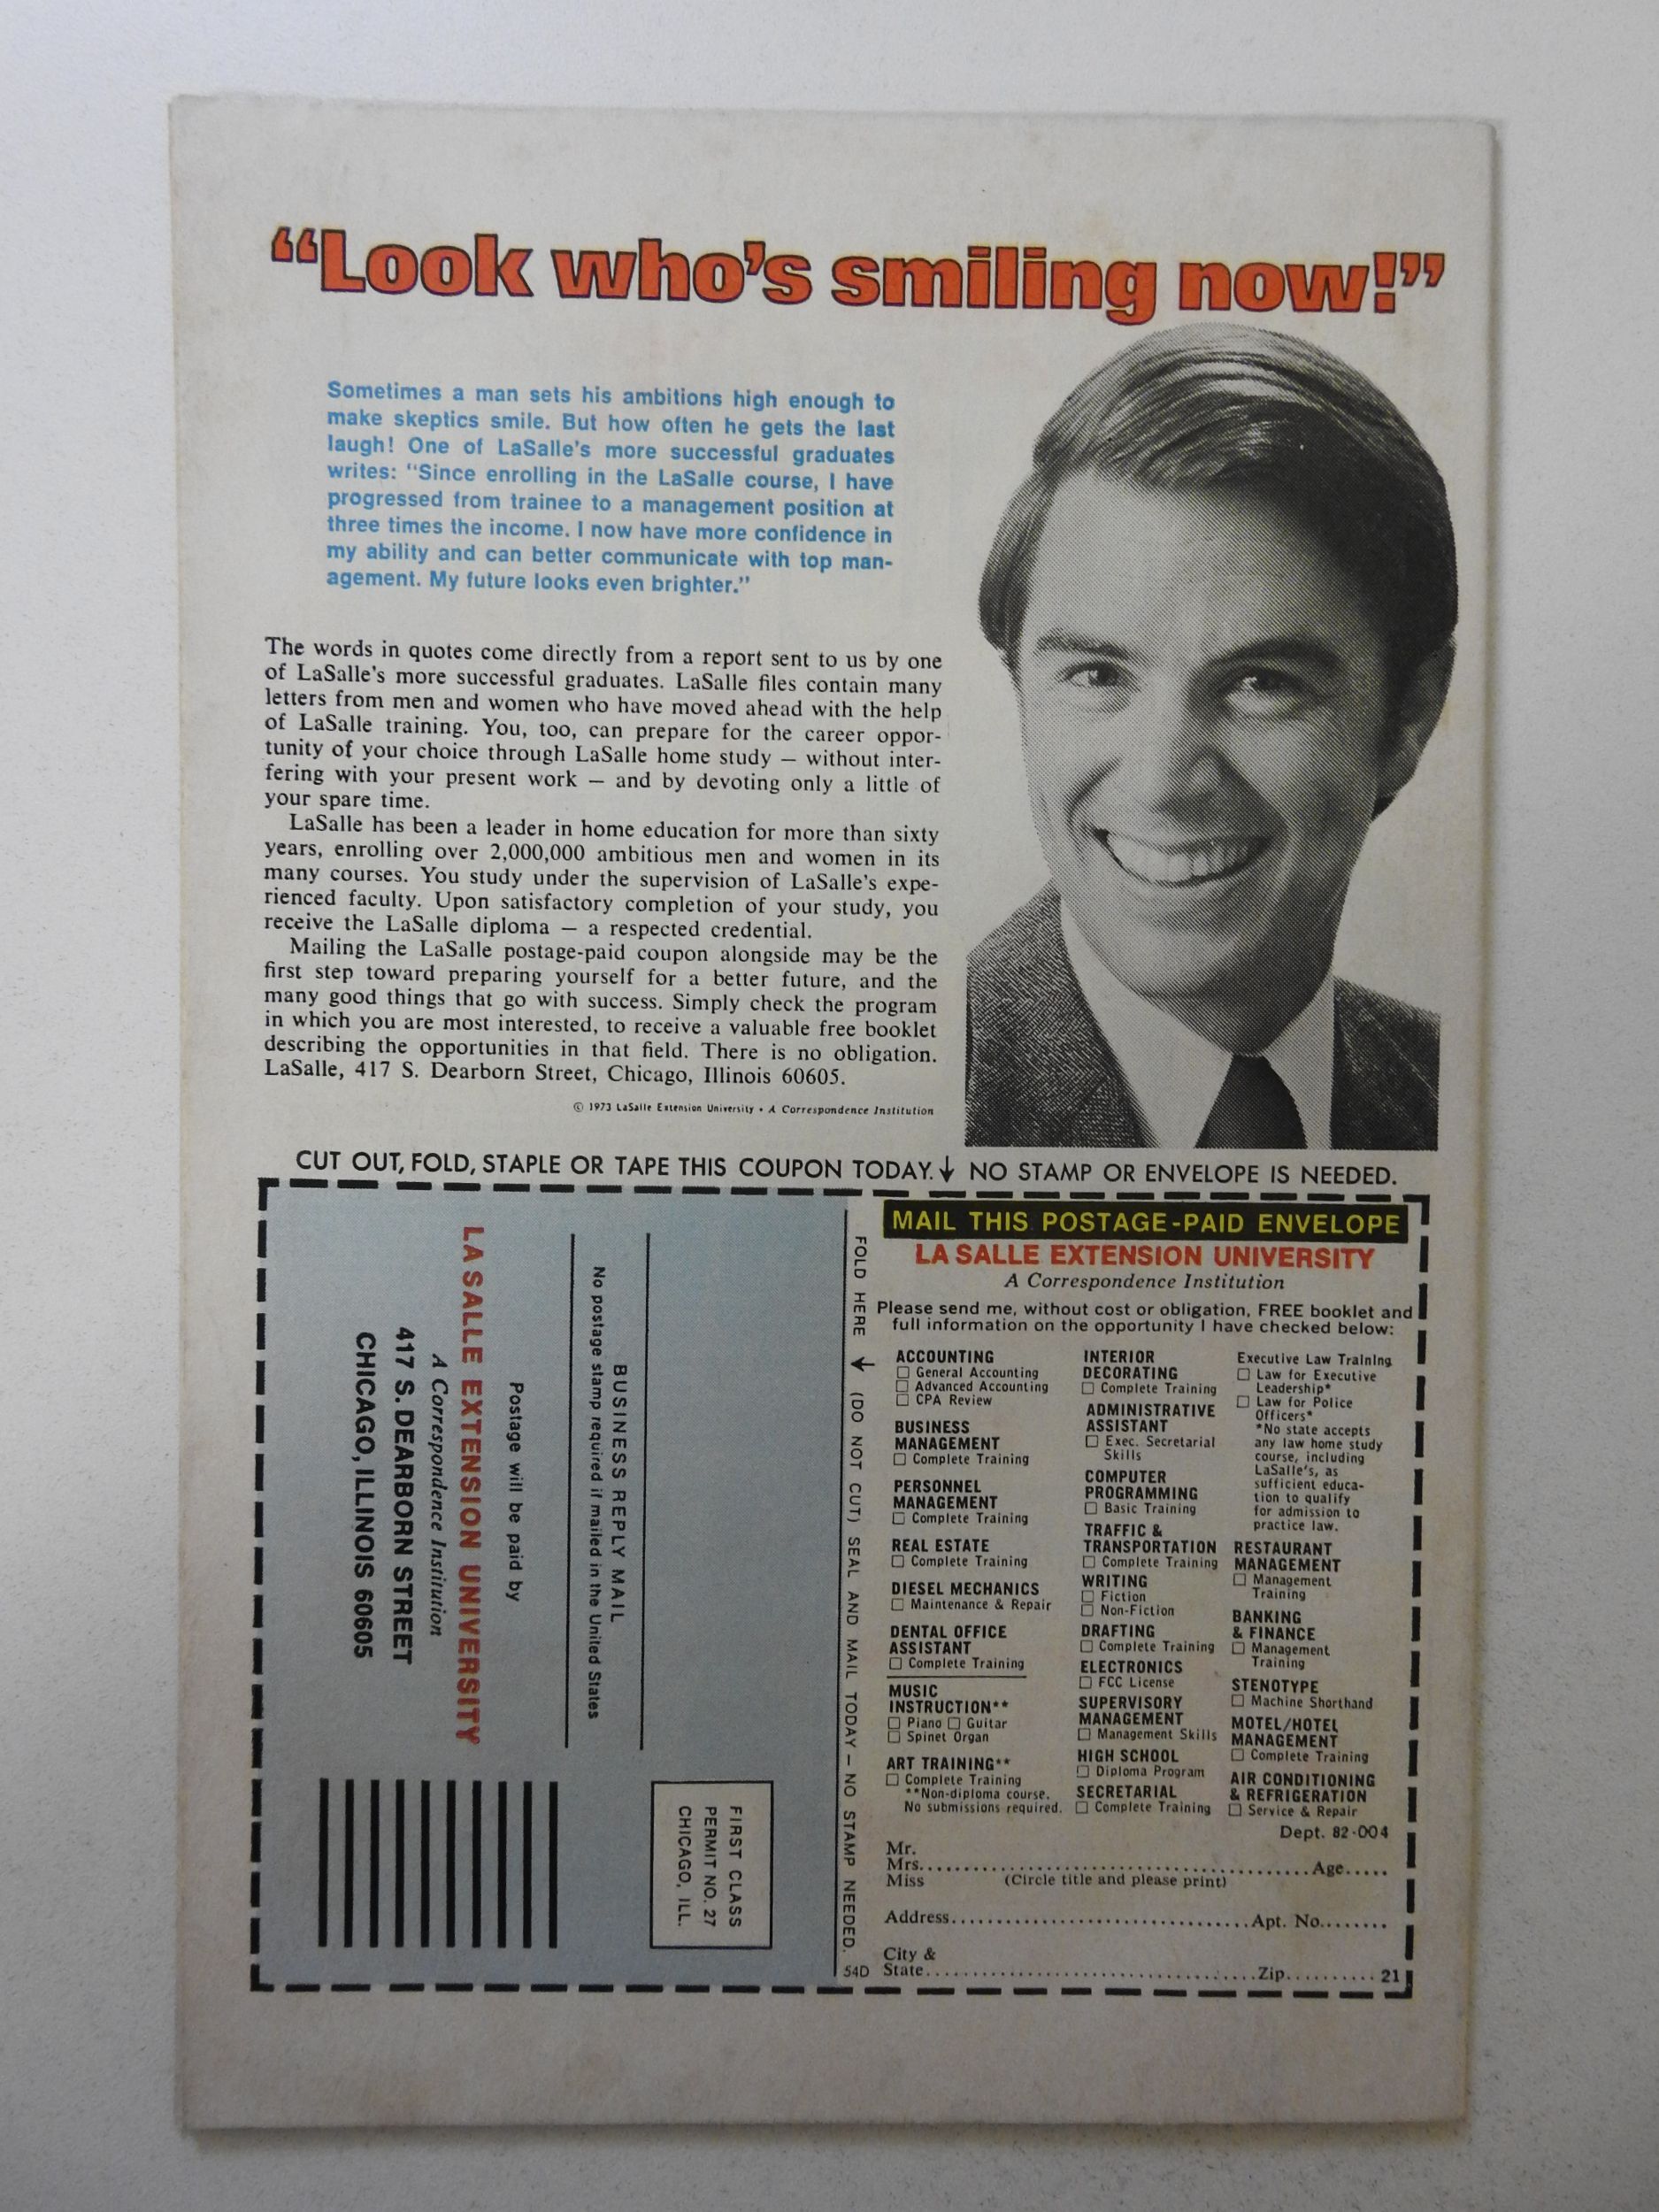 “Look who’s smiling now!”
Sometimes a man sets his ambitions high enough to
make skeptics smile. But how often he gets the last
laugh! One of LaSalle's more successful graduates
writes: “Since enrolling in the LaSalle course, I have
progressed from trainee to a management position at
three times the income. I now have more confidence in
my ability and can better communicate with top man-
agement. My future looks even brighter.”
The words in quotes come directly from a report sent to us by one
of LaSalle's more successful graduates. LaSalle files contain many
letters from men and women who have moved ahead with the help
of LaSalle training. You, too, can prepare for the career oppor-
tunity of your choice through LaSalle home study — without inter-
fering with your present work — and by devoting only a little of
your spare time.
LaSalle has been a leader in home education for more than sixty
years, enrolling over 2,000,000 ambitious men and women in its
many courses. You study under the supervision of LaSalle's expe-
rienced faculty. Upon satisfactory completion of your study, you
receive the LaSalle diploma — a respected credential.
Mailing the LaSalle postage-paid coupon alongside may be the
first step toward preparing yourself for a better future, and the
many good things that go with success. Simply check the program
in which you are most interested, to receive a valuable free booklet
describing the opportunities in that field. There is no obligation.
LaSalle, 417 S. Dearborn Street, Chicago, Illinois 60605.
© 1973 LaSalle Extension University • A Correspondence Institution
CUT OUT, FOLD, STAPLE OR TAPE THIS COUPON TODAY. ↓ NO STAMP OR ENVELOPE IS NEEDED.
FIRST CLASS
PERMIT NO. 27
CHICAGO, ILL.
BUSINESS REPLY MAIL
No postage stamp required if mailed in the United States
Postage will be paid by
LA SALLE EXTENSION UNIVERSITY
A Correspondence Institution
417 S. DEARBORN STREET
CHICAGO, ILLINOIS 60605
FOLD HERE ↓ (DO NOT CUT) SEAL AND MAIL TODAY — NO STAMP NEEDED.
54D
MAIL THIS POSTAGE-PAID ENVELOPE
LA SALLE EXTENSION UNIVERSITY
A Correspondence Institution
Please send me, without cost or obligation, FREE booklet and
full information on the opportunity I have checked below:
ACCOUNTING
☐ General Accounting
☐ Advanced Accounting
☐ CPA Review
BUSINESS
MANAGEMENT
☐ Complete Training
PERSONNEL
MANAGEMENT
☐ Complete Training
REAL ESTATE
☐ Complete Training
DIESEL MECHANICS
☐ Maintenance & Repair
DENTAL OFFICE
ASSISTANT
☐ Complete Training
MUSIC
INSTRUCTION**
☐ Piano ☐ Guitar
☐ Spinet Organ
ART TRAINING**
☐ Complete Training
**Non-diploma course.
No submissions required.
INTERIOR
DECORATING
☐ Complete Training
ADMINISTRATIVE
ASSISTANT
☐ Exec. Secretarial
Skills
COMPUTER
PROGRAMMING
☐ Basic Training
TRAFFIC &
TRANSPORTATION
☐ Complete Training
WRITING
☐ Fiction
☐ Non-Fiction
DRAFTING
☐ Complete Training
ELECTRONICS
☐ FCC License
SUPERVISORY
MANAGEMENT
☐ Management Skills
HIGH SCHOOL
☐ Diploma Program
SECRETARIAL
☐ Complete Training
Executive Law Training
☐ Law for Executive
Leadership*
☐ Law for Police
Officers*
*No state accepts
any law home study
course, including
LaSalle's, as
sufficient educa-
tion to qualify
for admission to
practice law.
RESTAURANT
MANAGEMENT
☐ Management
Training
BANKING
& FINANCE
☐ Management
Training
STENOTYPE
☐ Machine Shorthand
MOTEL/HOTEL
MANAGEMENT
☐ Complete Training
AIR CONDITIONING
& REFRIGERATION
☐ Service & Repair
Dept. 82-004
Mr.
Mrs. Age
Miss (Circle title and please print)
Address Apt. No.
City &
State Zip 21